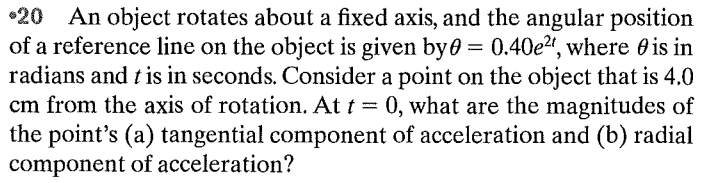 •20 An object rotates about a fixed axis, and the angular position
of a reference line on the object is given by θ = 0.40e²ᵗ, where θ is in
radians and t is in seconds. Consider a point on the object that is 4.0
cm from the axis of rotation. At t = 0, what are the magnitudes of
the point's (a) tangential component of acceleration and (b) radial
component of acceleration?